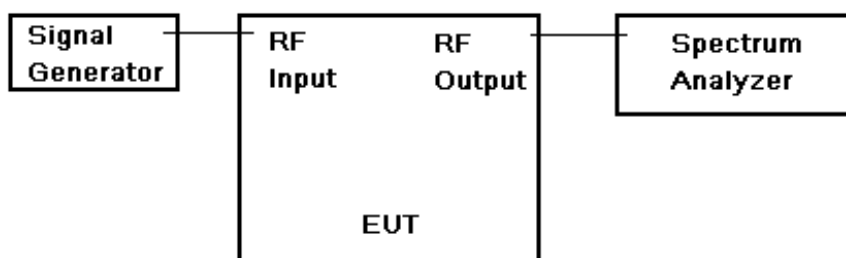 Signal
Generator
RF
Input
RF
Output
Spectrum
Analyzer
EUT